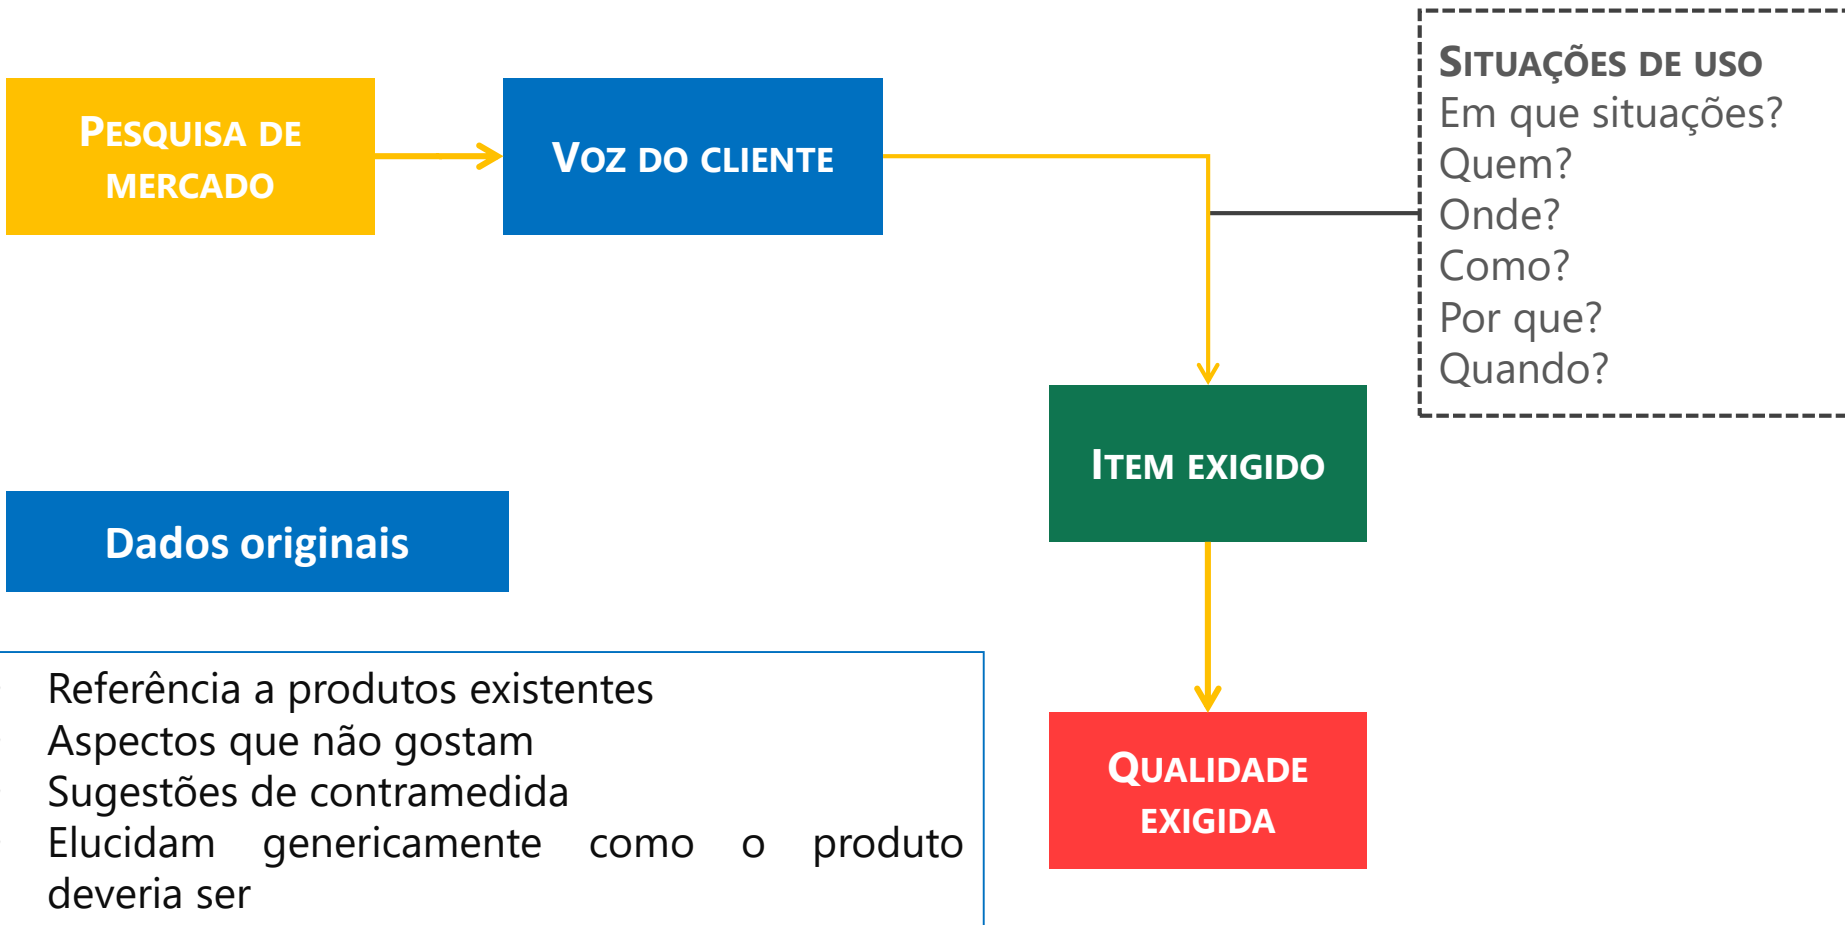 PESQUISA DE
MERCADO
VOZ DO CLIENTE
SITUAÇÕES DE USO
Em que situações?
Quem?
Onde?
Como?
Por que?
Quando?
ITEM EXIGIDO
Dados originais
Referência a produtos existentes
Aspectos que não gostam
Sugestões de contramedida
Elucidam genericamente como o produto
deveria ser
QUALIDADE
EXIGIDA